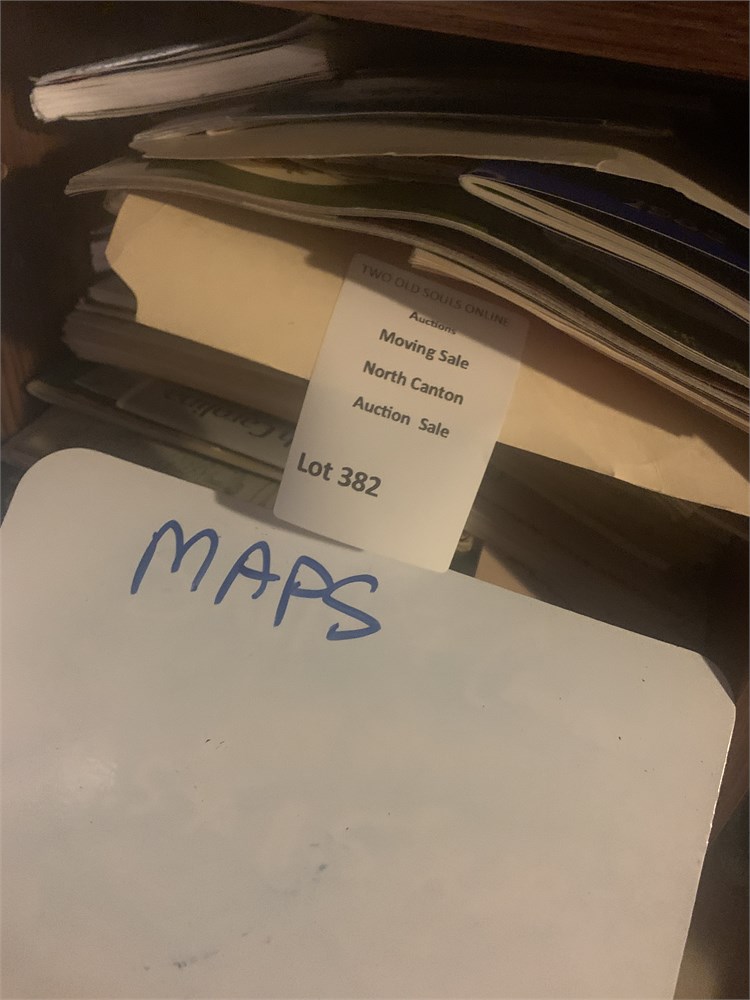 TWO OLD SOULS ONLINE
Auctions
Moving Sale
North Canton
Auction Sale
Lot 382
MAPS